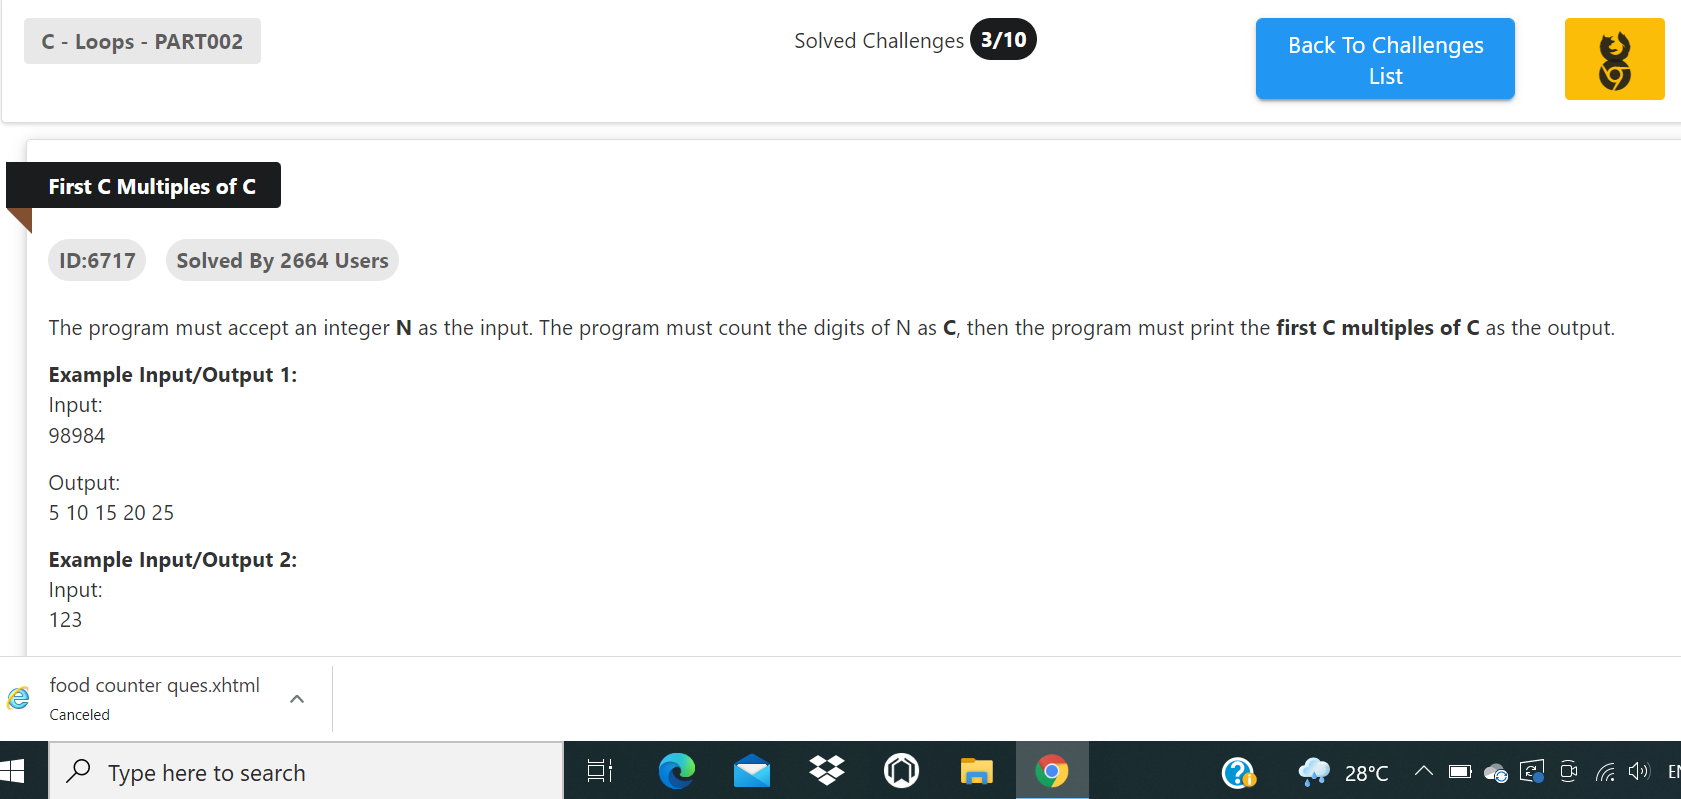 C - Loops - PART002
Solved Challenges 3/10
Back To Challenges
List
First C Multiples of C
ID:6717
Solved By 2664 Users
The program must accept an integer N as the input. The program must count the digits of N as C, then the program must print the first C multiples of C as the output.
Example Input/Output 1:
Input:
98984
Output:
5 10 15 20 25
Example Input/Output 2:
Input:
123
food counter ques.xhtml
Canceled
Type here to search
28°C
EN